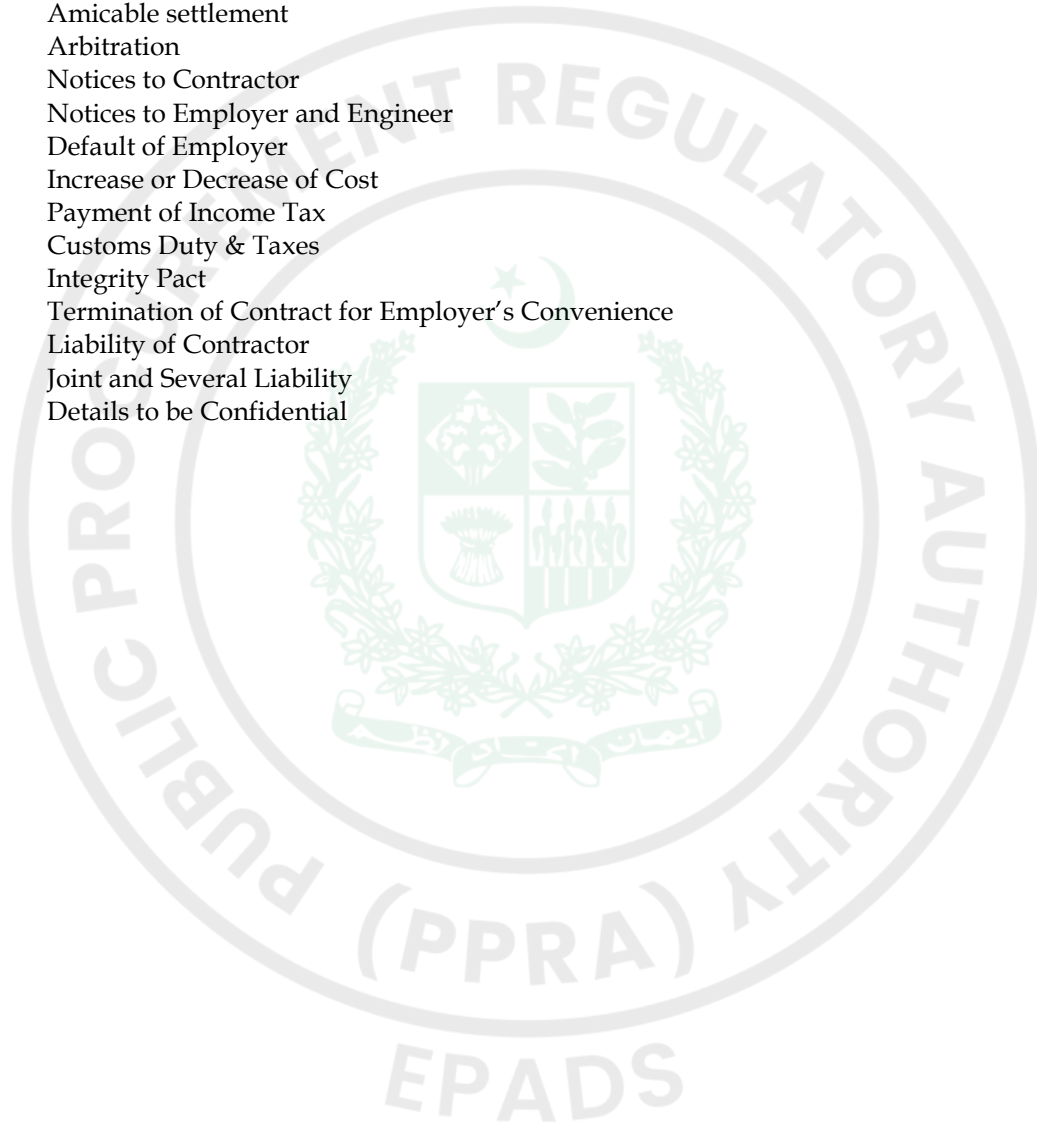 Amicable settlement
Arbitration
Notices to Contractor
Notices to Employer and Engineer
Default of Employer
Increase or Decrease of Cost
Payment of Income Tax
Customs Duty & Taxes
Integrity Pact
Termination of Contract for Employer’s Convenience
Liability of Contractor
Joint and Several Liability
Details to be Confidential
PUBLIC PROCUREMENT REGULATORY AUTHORITY
(PPRA)
EPADS